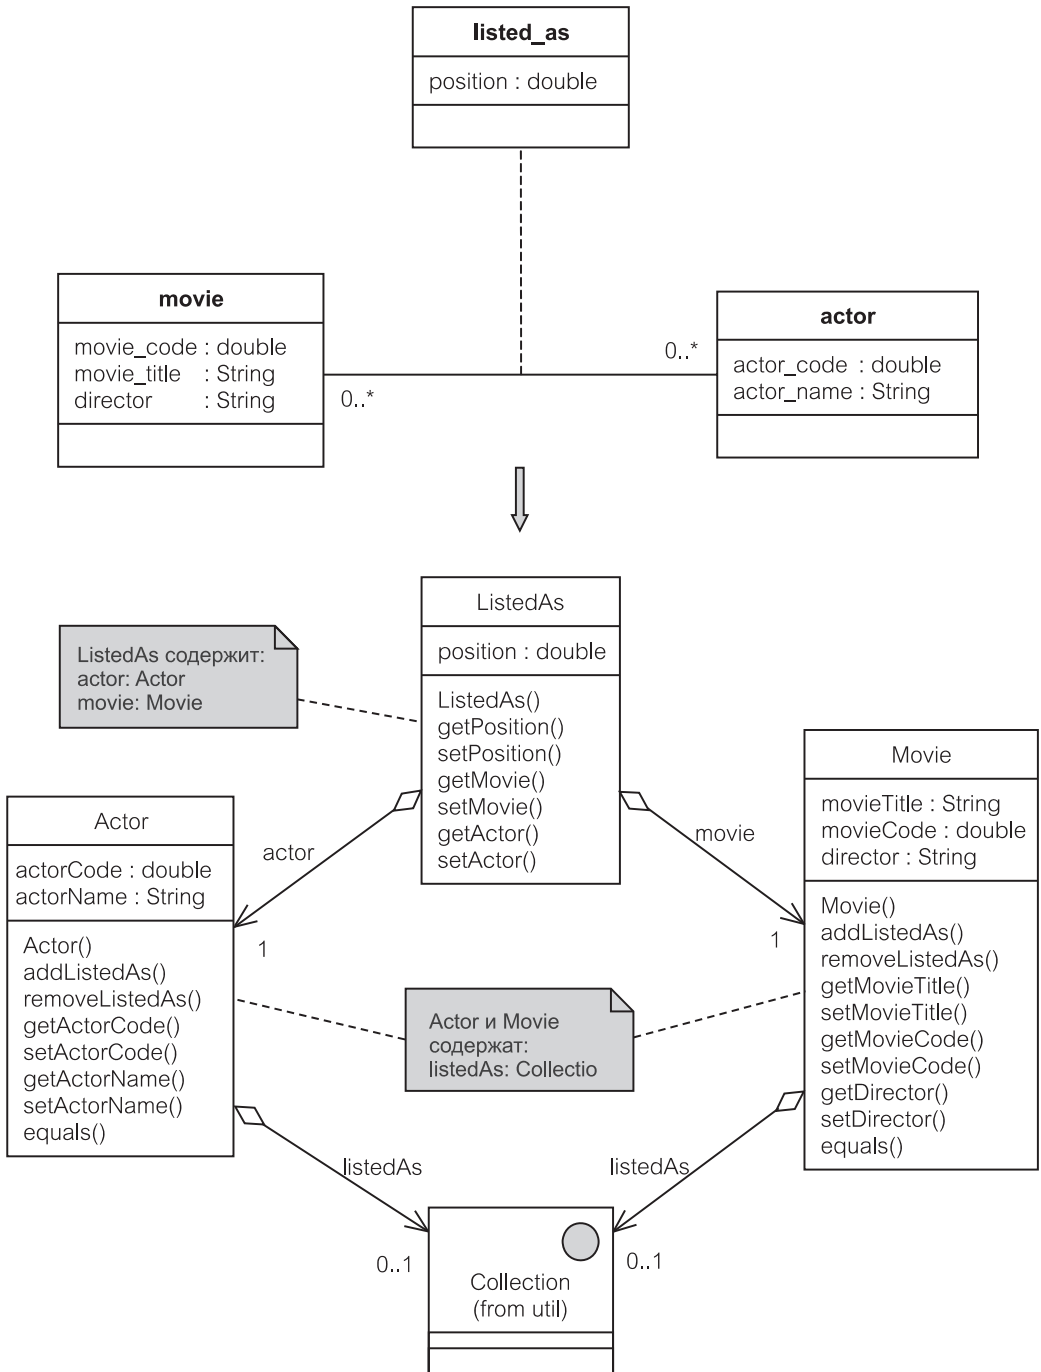 listed_as
position : double
movie
movie_code : double
movie_title : String
director : String
0..*
0..*
actor
actor_code : double
actor_name : String
ListedAs
position : double
ListedAs()
getPosition()
setPosition()
getMovie()
setMovie()
getActor()
setActor()
ListedAs содержит:
actor: Actor
movie: Movie
actor
1
movie
1
Actor
actorCode : double
actorName : String
Actor()
addListedAs()
removeListedAs()
getActorCode()
setActorCode()
getActorName()
setActorName()
equals()
Actor и Movie
содержат:
listedAs: Collectio
Movie
movieTitle : String
movieCode : double
director : String
Movie()
addListedAs()
removeListedAs()
getMovieTitle()
setMovieTitle()
getMovieCode()
setMovieCode()
getDirector()
setDirector()
equals()
listedAs
listedAs
0..1
0..1
Collection
(from util)